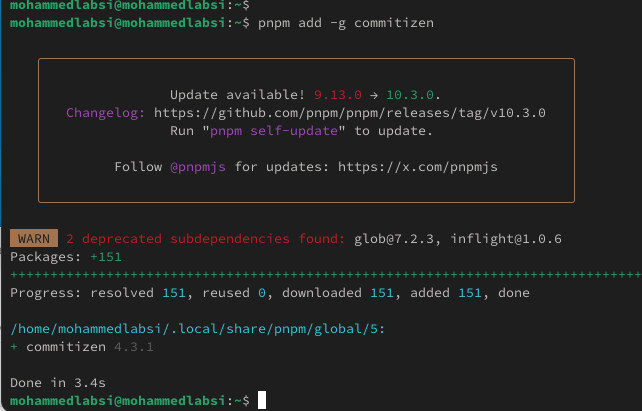 mohammedlabsi@mohammedlabsi:~$
mohammedlabsi@mohammedlabsi:~$ pnpm add -g commitizen
Update available! 9.13.0 → 10.3.0.
Changelog: https://github.com/pnpm/pnpm/releases/tag/v10.3.0
Run "pnpm self-update" to update.
Follow @pnpmjs for updates: https://x.com/pnpmjs
WARN 2 deprecated subdependencies found: glob@7.2.3, inflight@1.0.6
Packages: +151
++++++++++++++++++++++++++++++++++++++++++++++++++++++++++++++++++++++++++++++++
Progress: resolved 151, reused 0, downloaded 151, added 151, done
/home/mohammedlabsi/.local/share/pnpm/global/5:
+ commitizen 4.3.1
Done in 3.4s
mohammedlabsi@mohammedlabsi:~$